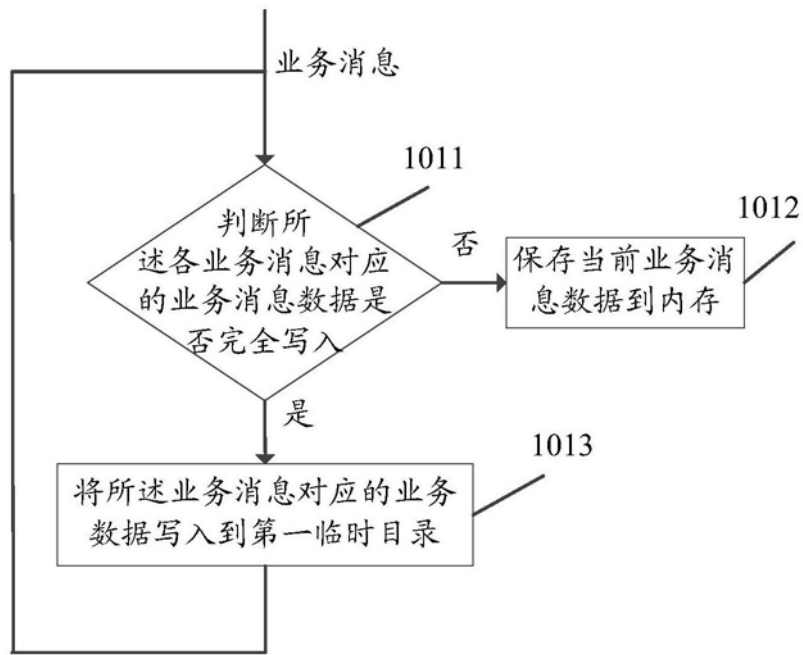 业务消息
1011
判断所
述各业务消息对应
的业务消息数据是
否完全写入
否
1012
保存当前业务消
息数据到内存
是
1013
将所述业务消息对应的业务
数据写入到第一临时目录